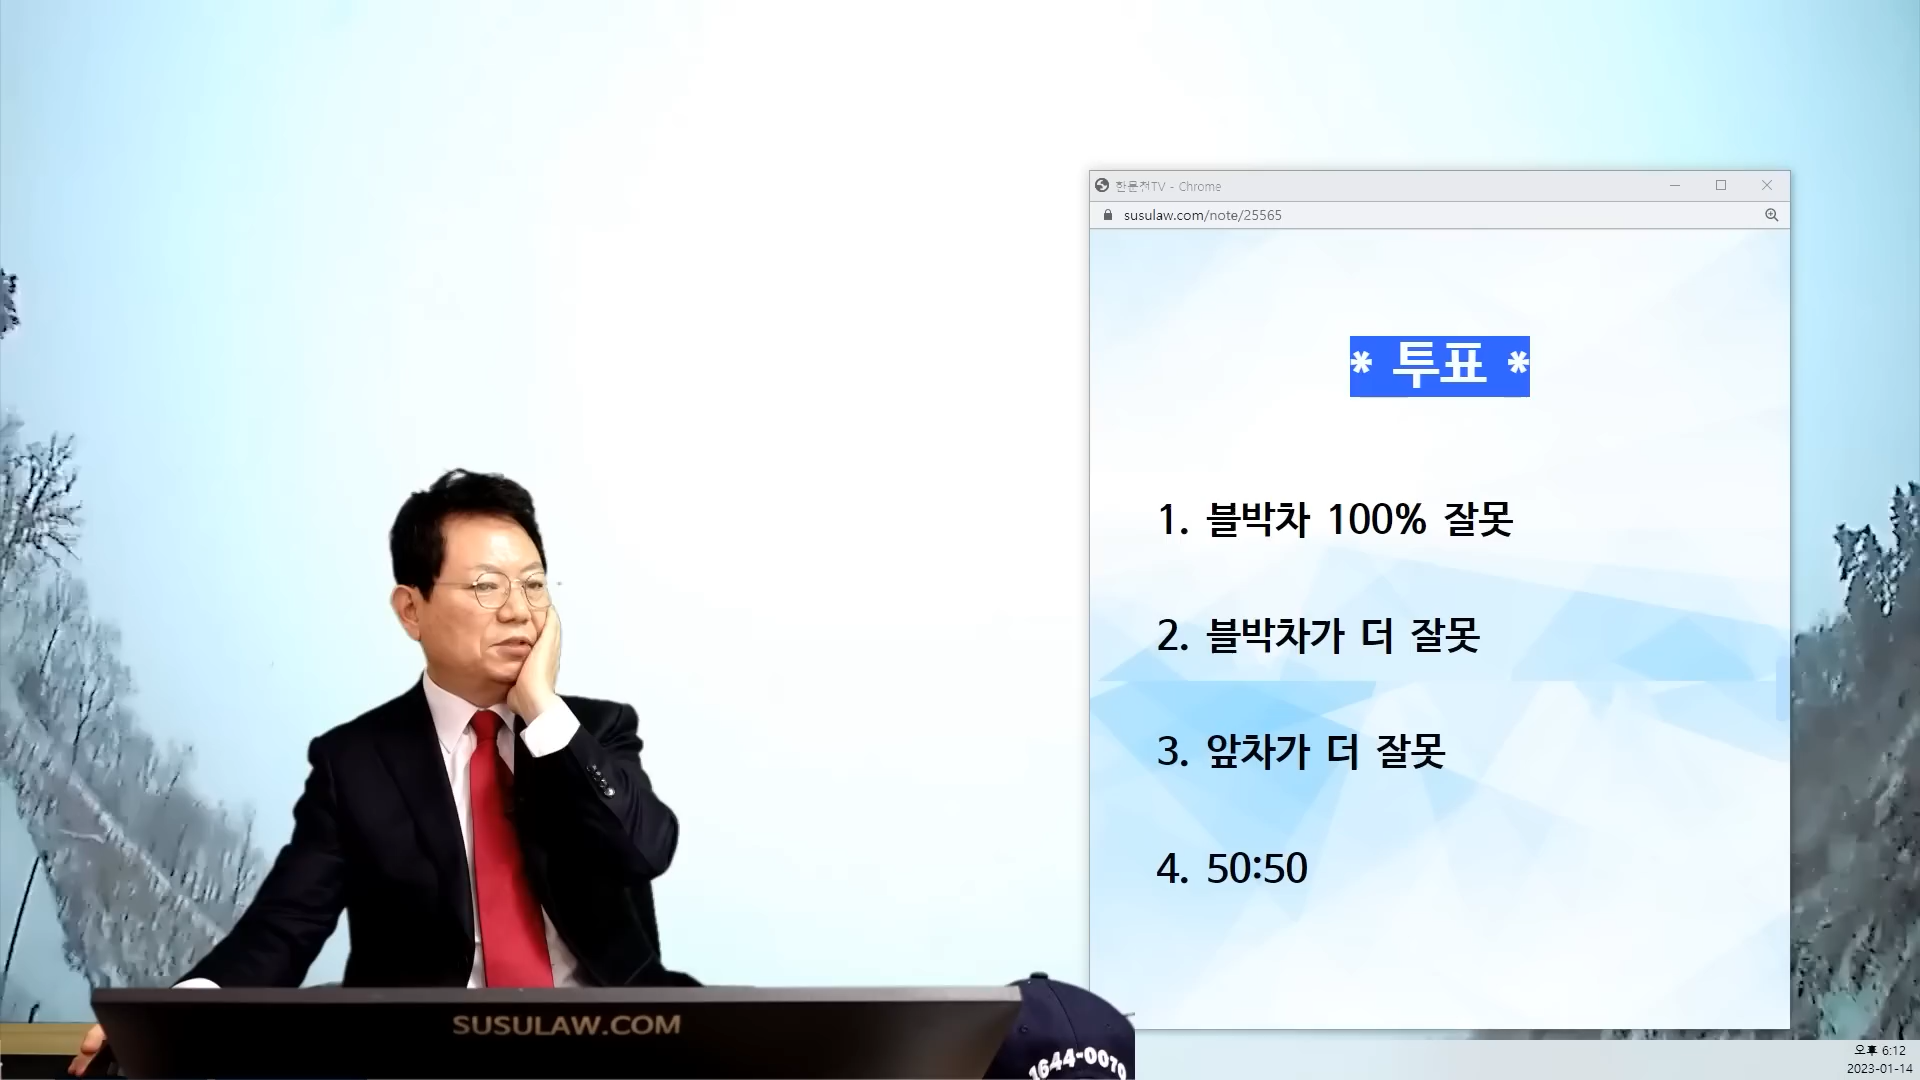 한문철TV - Chrome
susulaw.com/note/25565
* 투표 *
1. 블박차 100% 잘못
2. 블박차가 더 잘못
3. 앞차가 더 잘못
4. 50:50
SUSULAW.COM
1644-0070
오후 6:12
2023-01-14